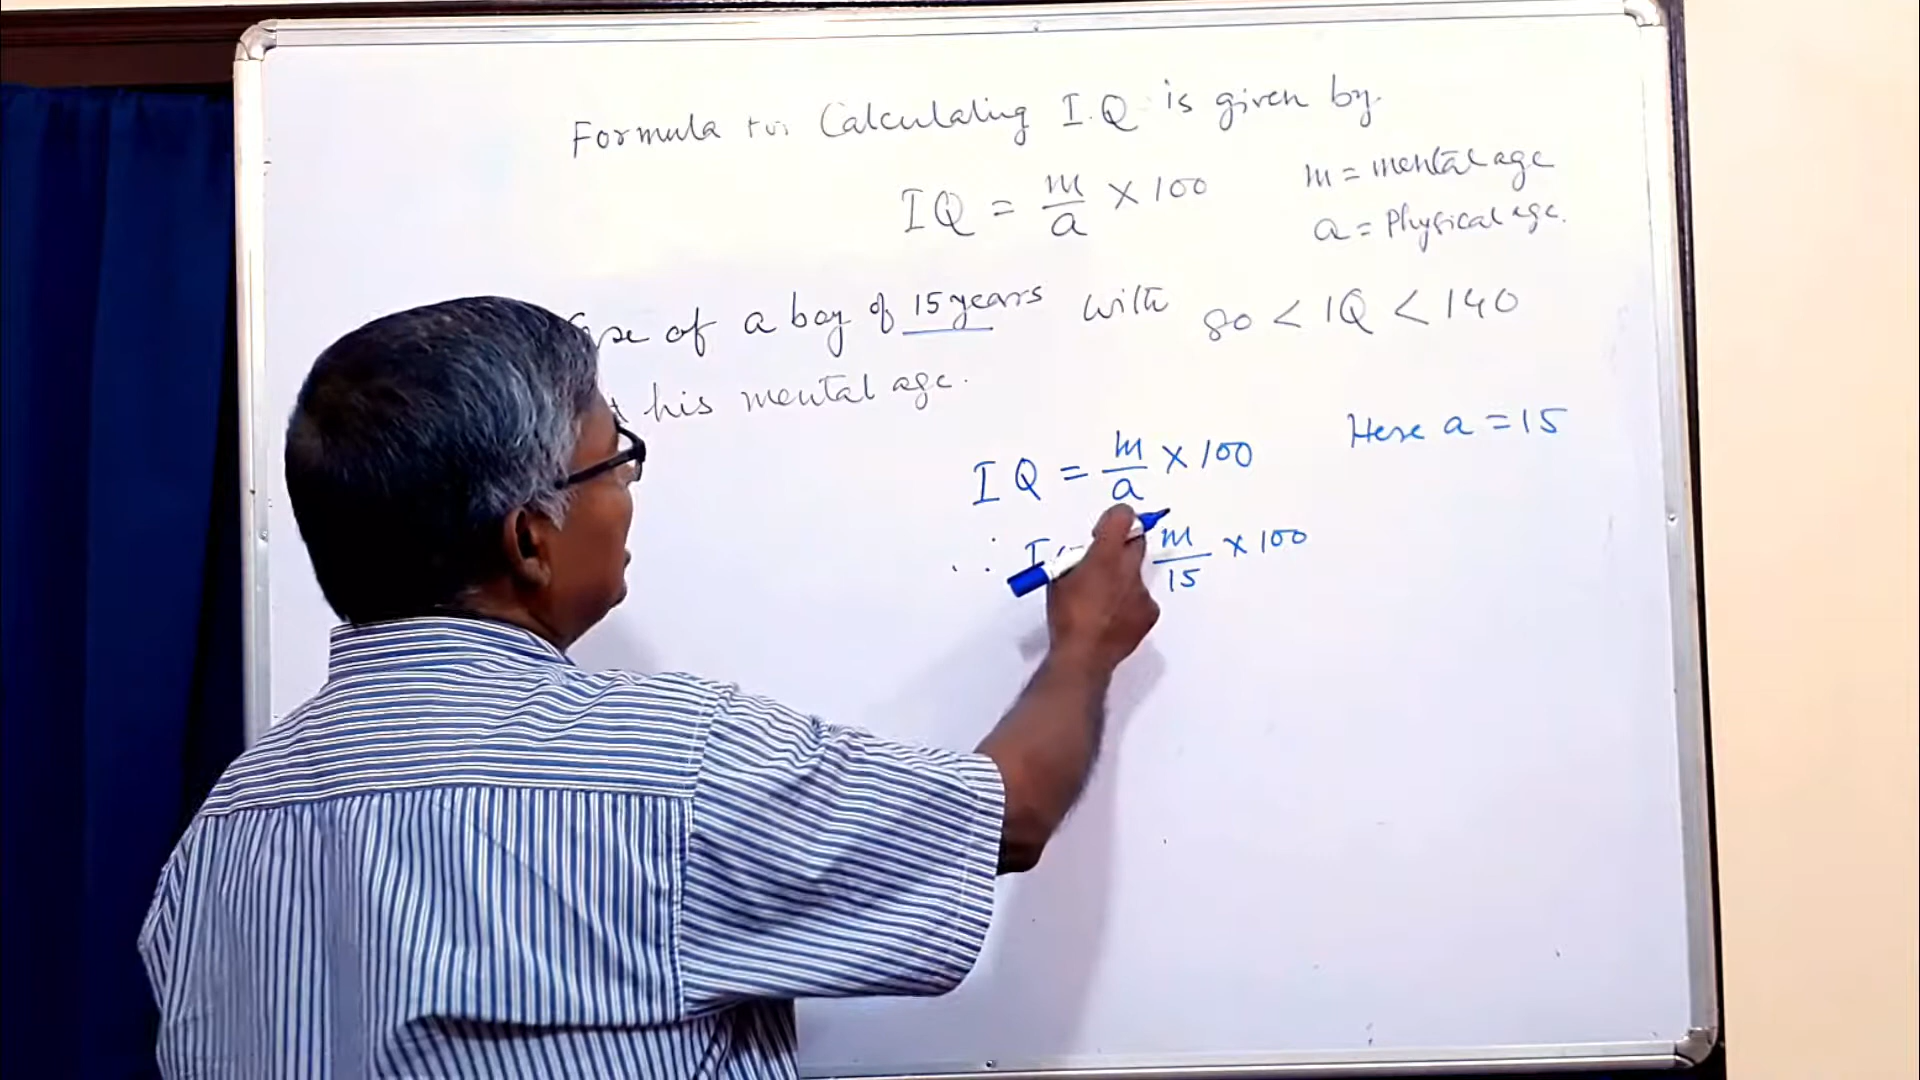 Formula for Calculating I.Q is given by.
IQ = m/a × 100
m = mental age
a = Physical age.
of a boy of 15 years with 80 < IQ < 140
his mental age.
IQ = m/a × 100
Here a = 15
∴ m/15 × 100